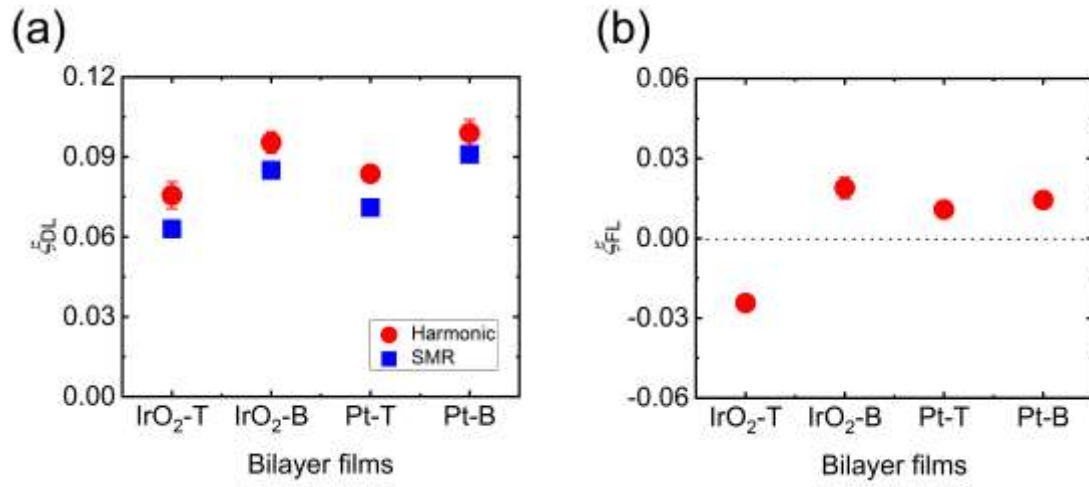 (a)
0.12
0.09
0.06
0.03
0.00
ξDL
Harmonic
SMR
IrO₂-T IrO₂-B Pt-T Pt-B
Bilayer films
(b)
0.06
0.03
0.00
-0.03
-0.06
ξFL
IrO₂-T IrO₂-B Pt-T Pt-B
Bilayer films